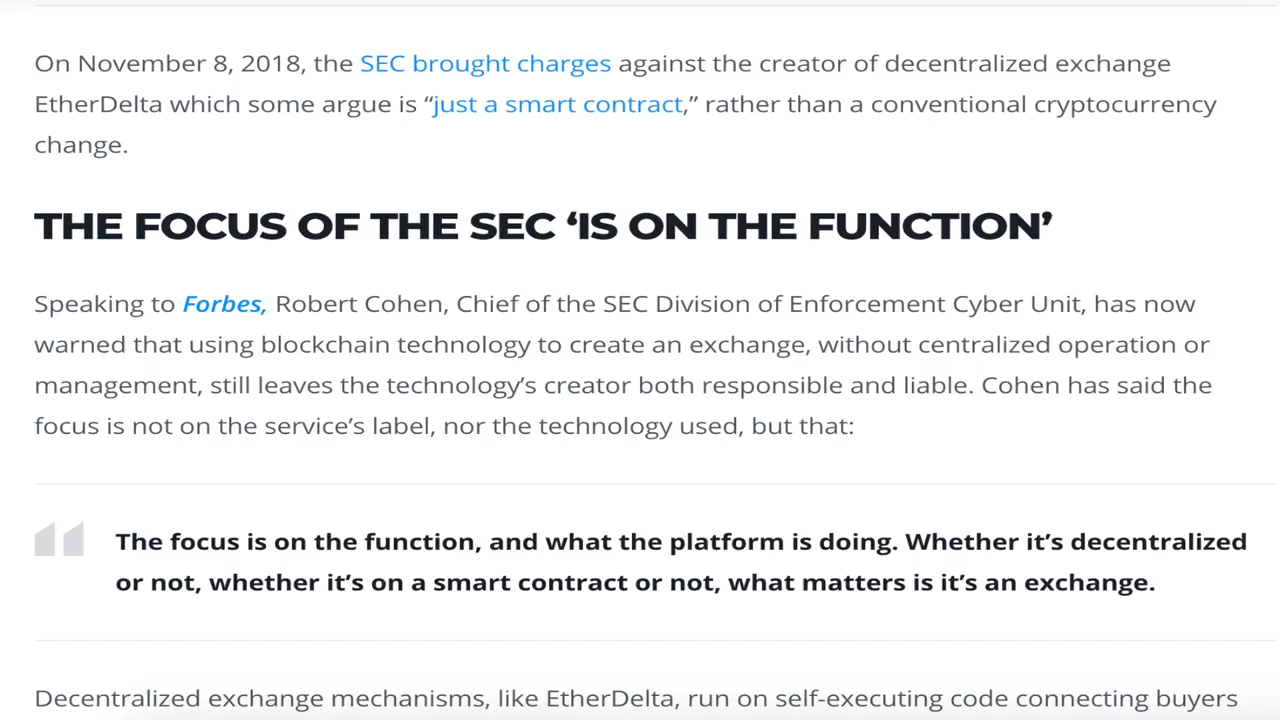 On November 8, 2018, the SEC brought charges against the creator of decentralized exchange
EtherDelta which some argue is “just a smart contract,” rather than a conventional cryptocurrency
change.
THE FOCUS OF THE SEC ‘IS ON THE FUNCTION’
Speaking to Forbes, Robert Cohen, Chief of the SEC Division of Enforcement Cyber Unit, has now
warned that using blockchain technology to create an exchange, without centralized operation or
management, still leaves the technology’s creator both responsible and liable. Cohen has said the
focus is not on the service’s label, nor the technology used, but that:
The focus is on the function, and what the platform is doing. Whether it’s decentralized
or not, whether it’s on a smart contract or not, what matters is it’s an exchange.
Decentralized exchange mechanisms, like EtherDelta, run on self-executing code connecting buyers